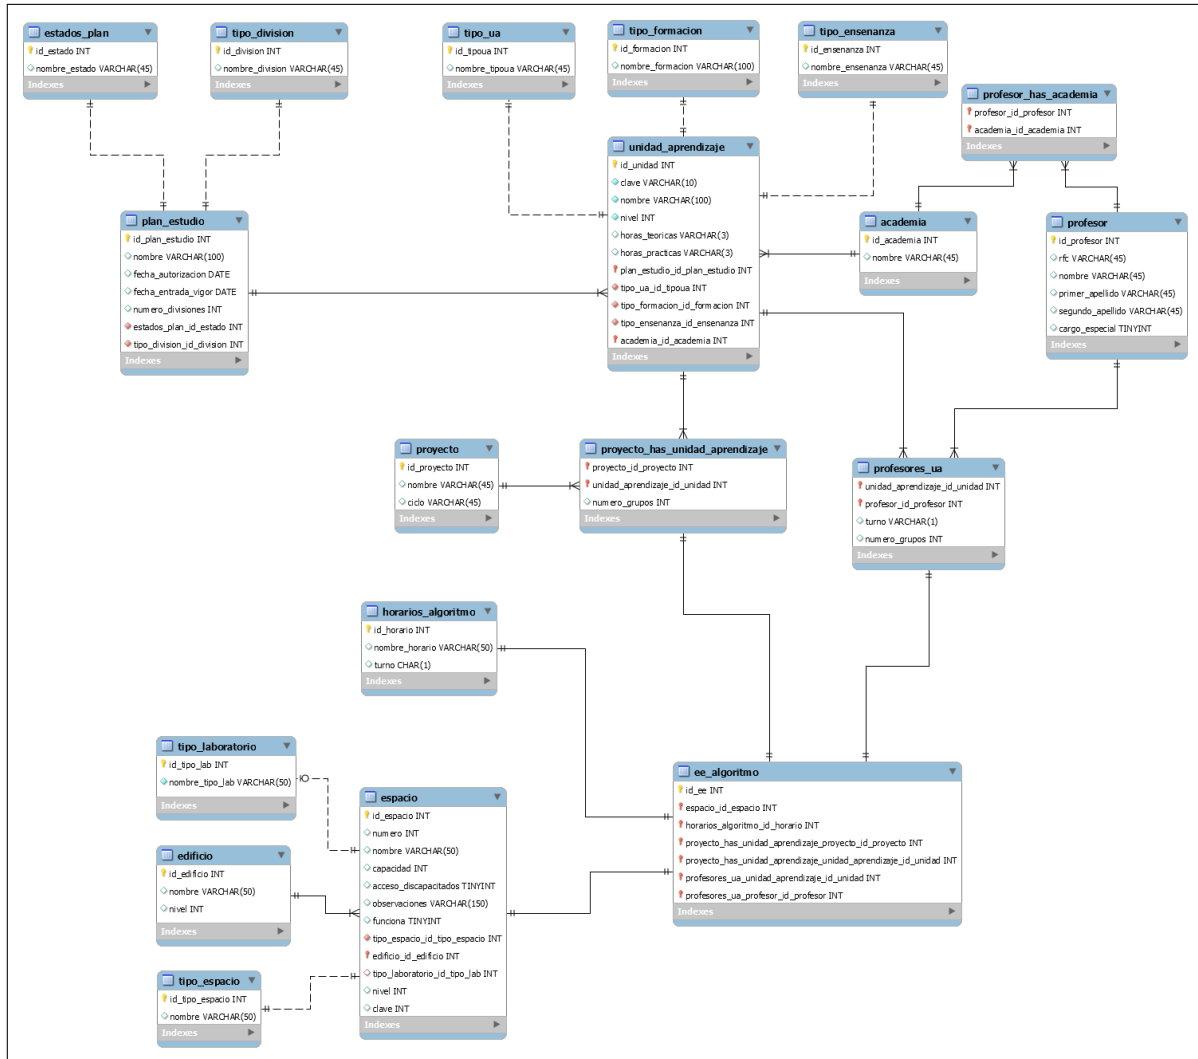 estados_plan
id_estado INT
nombre_estado VARCHAR(45)
Indexes
tipo_division
id_division INT
nombre_division VARCHAR(45)
Indexes
tipo_ua
id_tipoua INT
nombre_tipoua VARCHAR(45)
Indexes
tipo_formacion
id_formacion INT
nombre_formacion VARCHAR(100)
Indexes
tipo_ensenanza
id_ensenanza INT
nombre_ensenanza VARCHAR(45)
Indexes
profesor_has_academia
profesor_id_profesor INT
academia_id_academia INT
Indexes
unidad_aprendizaje
id_unidad INT
clave VARCHAR(10)
nombre VARCHAR(100)
nivel INT
horas_teoricas VARCHAR(3)
horas_practicas VARCHAR(3)
plan_estudio_id_plan_estudio INT
tipo_ua_id_tipoua INT
tipo_formacion_id_formacion INT
tipo_ensenanza_id_ensenanza INT
academia_id_academia INT
Indexes
plan_estudio
id_plan_estudio INT
nombre VARCHAR(100)
fecha_autorizacion DATE
fecha_entrada_vigor DATE
numero_divisiones INT
estados_plan_id_estado INT
tipo_division_id_division INT
Indexes
academia
id_academia INT
nombre VARCHAR(45)
Indexes
profesor
id_profesor INT
rfc VARCHAR(45)
nombre VARCHAR(45)
primer_apellido VARCHAR(45)
segundo_apellido VARCHAR(45)
cargo_especial TINYINT
Indexes
proyecto
id_proyecto INT
nombre VARCHAR(45)
ciclo VARCHAR(45)
Indexes
proyecto_has_unidad_aprendizaje
proyecto_id_proyecto INT
unidad_aprendizaje_id_unidad INT
numero_grupos INT
Indexes
profesores_ua
unidad_aprendizaje_id_unidad INT
profesor_id_profesor INT
turno VARCHAR(1)
numero_grupos INT
Indexes
horarios_algoritmo
id_horario INT
nombre_horario VARCHAR(50)
turno CHAR(1)
Indexes
tipo_laboratorio
id_tipo_lab INT
nombre_tipo_lab VARCHAR(50)
Indexes
edificio
id_edificio INT
nombre VARCHAR(50)
nivel INT
Indexes
tipo_espacio
id_tipo_espacio INT
nombre VARCHAR(50)
Indexes
espacio
id_espacio INT
numero INT
nombre VARCHAR(50)
capacidad INT
acceso_discapacitados TINYINT
observaciones VARCHAR(150)
funciona TINYINT
tipo_espacio_id_tipo_espacio INT
edificio_id_edificio INT
tipo_laboratorio_id_tipo_lab INT
nivel INT
clave INT
Indexes
ee_algoritmo
id_ee INT
espacio_id_espacio INT
horarios_algoritmo_id_horario INT
proyecto_has_unidad_aprendizaje_proyecto_id_proyecto INT
proyecto_has_unidad_aprendizaje_unidad_aprendizaje_id_unidad INT
profesores_ua_unidad_aprendizaje_id_unidad INT
profesores_ua_profesor_id_profesor INT
Indexes